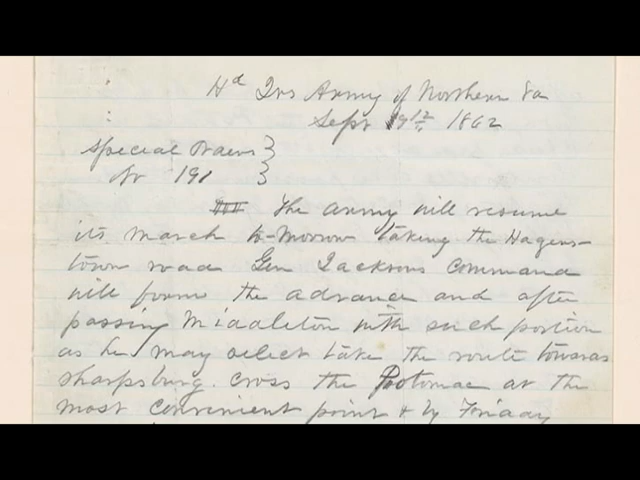 Hd Qrs Army of Northern Va
Sept 9th 1862
Special Orders }
Nr 191 }
III The Army will resume
its march to-morrow taking the Hagers-
town road Gen Jacksons command
will form the advance and after
passing Middleton with such portion
as he may select take the route towards
Sharpsburg. cross the Potomac at the
most convenient point & by Friday